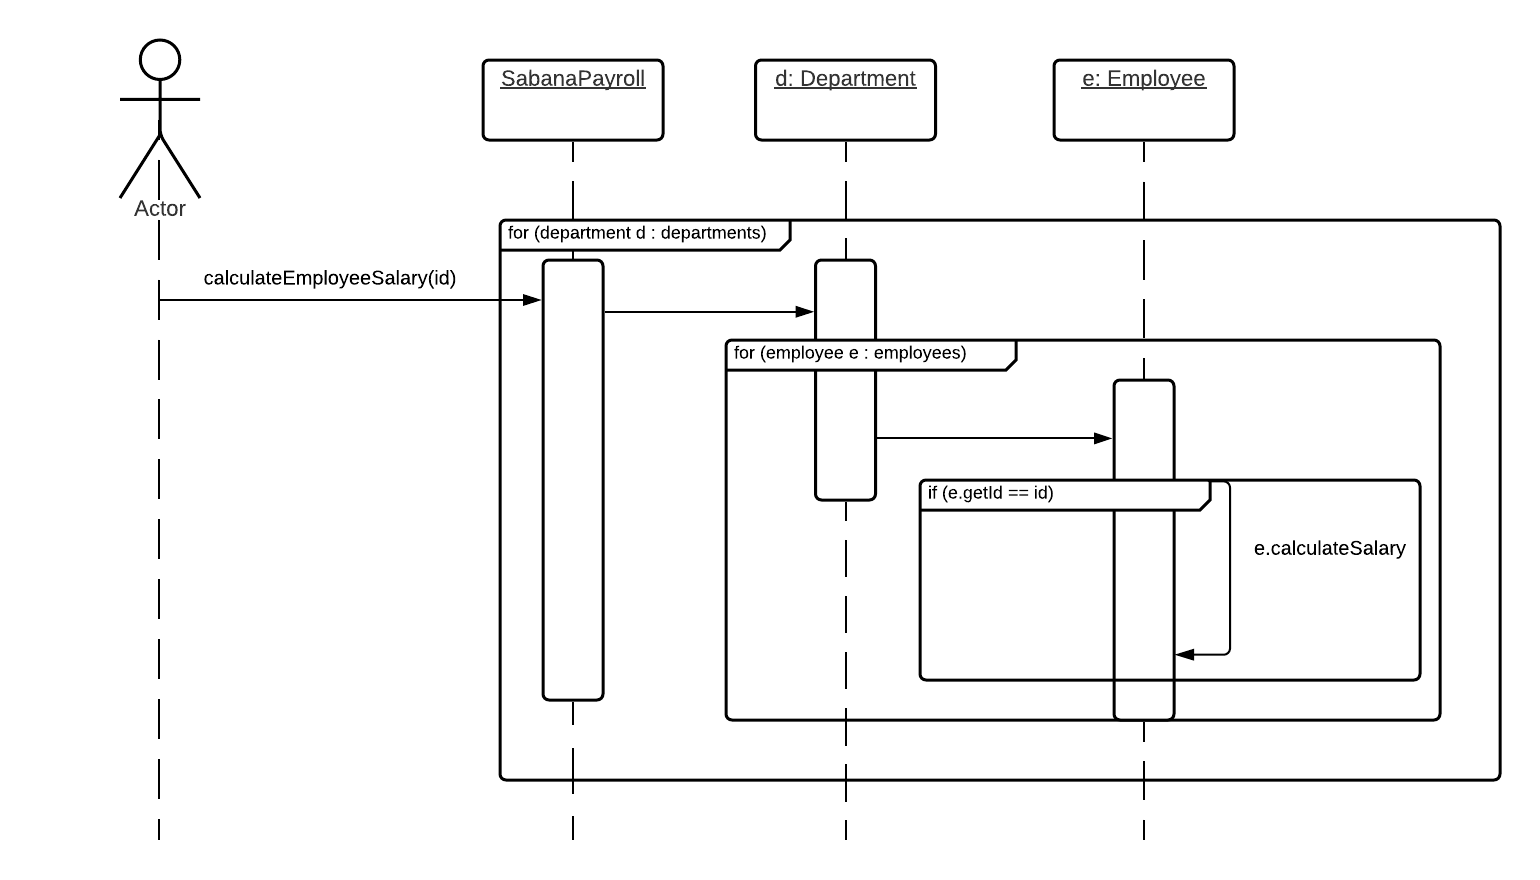 SabanaPayroll
d: Department
e: Employee
Actor
for (department d : departments)
calculateEmployeeSalary(id)
for (employee e : employees)
if (e.getId == id)
e.calculateSalary